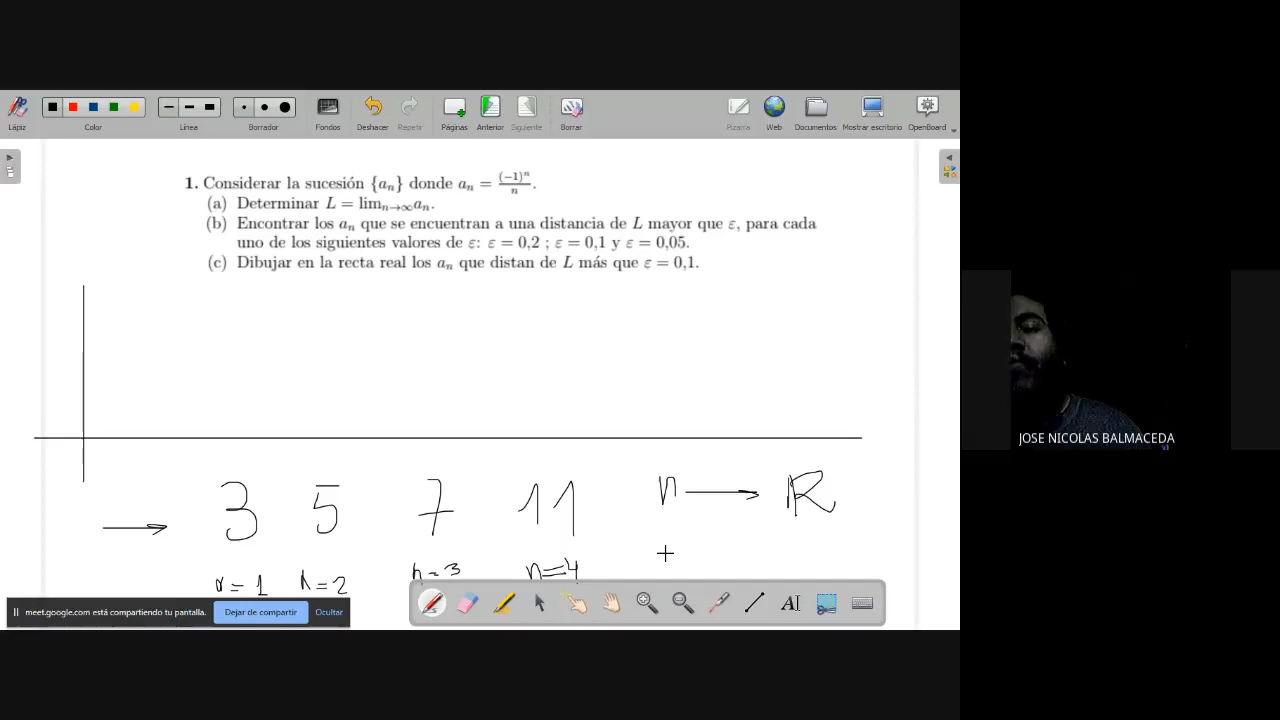 Lápiz Color Línea Borrador Fondos Deshacer Repetir Páginas Anterior Siguiente Borrar Pizarra Web Documentos Mostrar escritorio OpenBoard
1. Considerar la sucesión {aₙ} donde aₙ = (−1)ⁿ/n.
(a) Determinar L = limₙ→∞ aₙ.
(b) Encontrar los aₙ que se encuentran a una distancia de L mayor que ε, para cada
uno de los siguientes valores de ε: ε = 0,2 ; ε = 0,1 y ε = 0,05.
(c) Dibujar en la recta real los aₙ que distan de L más que ε = 0,1.
JOSE NICOLAS BALMACEDA
→ 3 5 7 11 n → ℝ
n = 1 n = 2 n = 3 n = 4
meet.google.com está compartiendo tu pantalla. Dejar de compartir Ocultar
AI